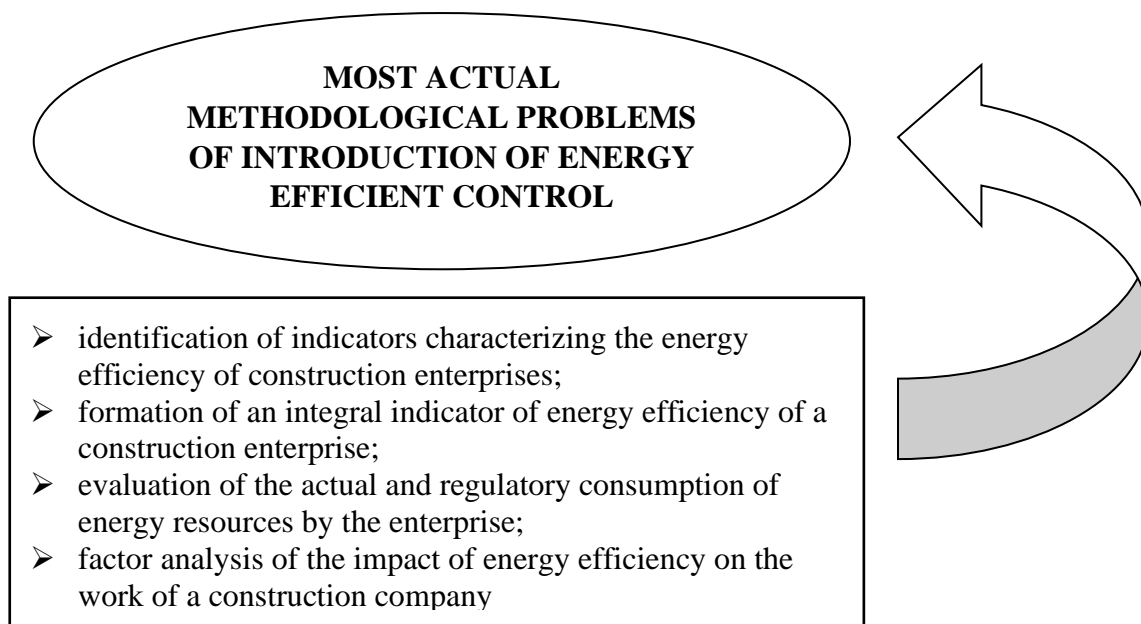 MOST ACTUAL
METHODOLOGICAL PROBLEMS
OF INTRODUCTION OF ENERGY
EFFICIENT CONTROL
➢ identification of indicators characterizing the energy
efficiency of construction enterprises;
➢ formation of an integral indicator of energy efficiency of a
construction enterprise;
➢ evaluation of the actual and regulatory consumption of
energy resources by the enterprise;
➢ factor analysis of the impact of energy efficiency on the
work of a construction company